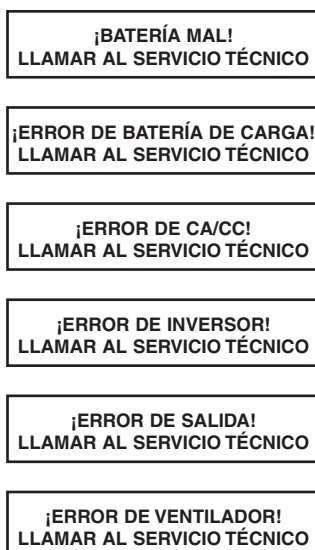 ¡BATERÍA MAL!
LLAMAR AL SERVICIO TÉCNICO
¡ERROR DE BATERÍA DE CARGA!
LLAMAR AL SERVICIO TÉCNICO
¡ERROR DE CA/CC!
LLAMAR AL SERVICIO TÉCNICO
¡ERROR DE INVERSOR!
LLAMAR AL SERVICIO TÉCNICO
¡ERROR DE SALIDA!
LLAMAR AL SERVICIO TÉCNICO
¡ERROR DE VENTILADOR!
LLAMAR AL SERVICIO TÉCNICO